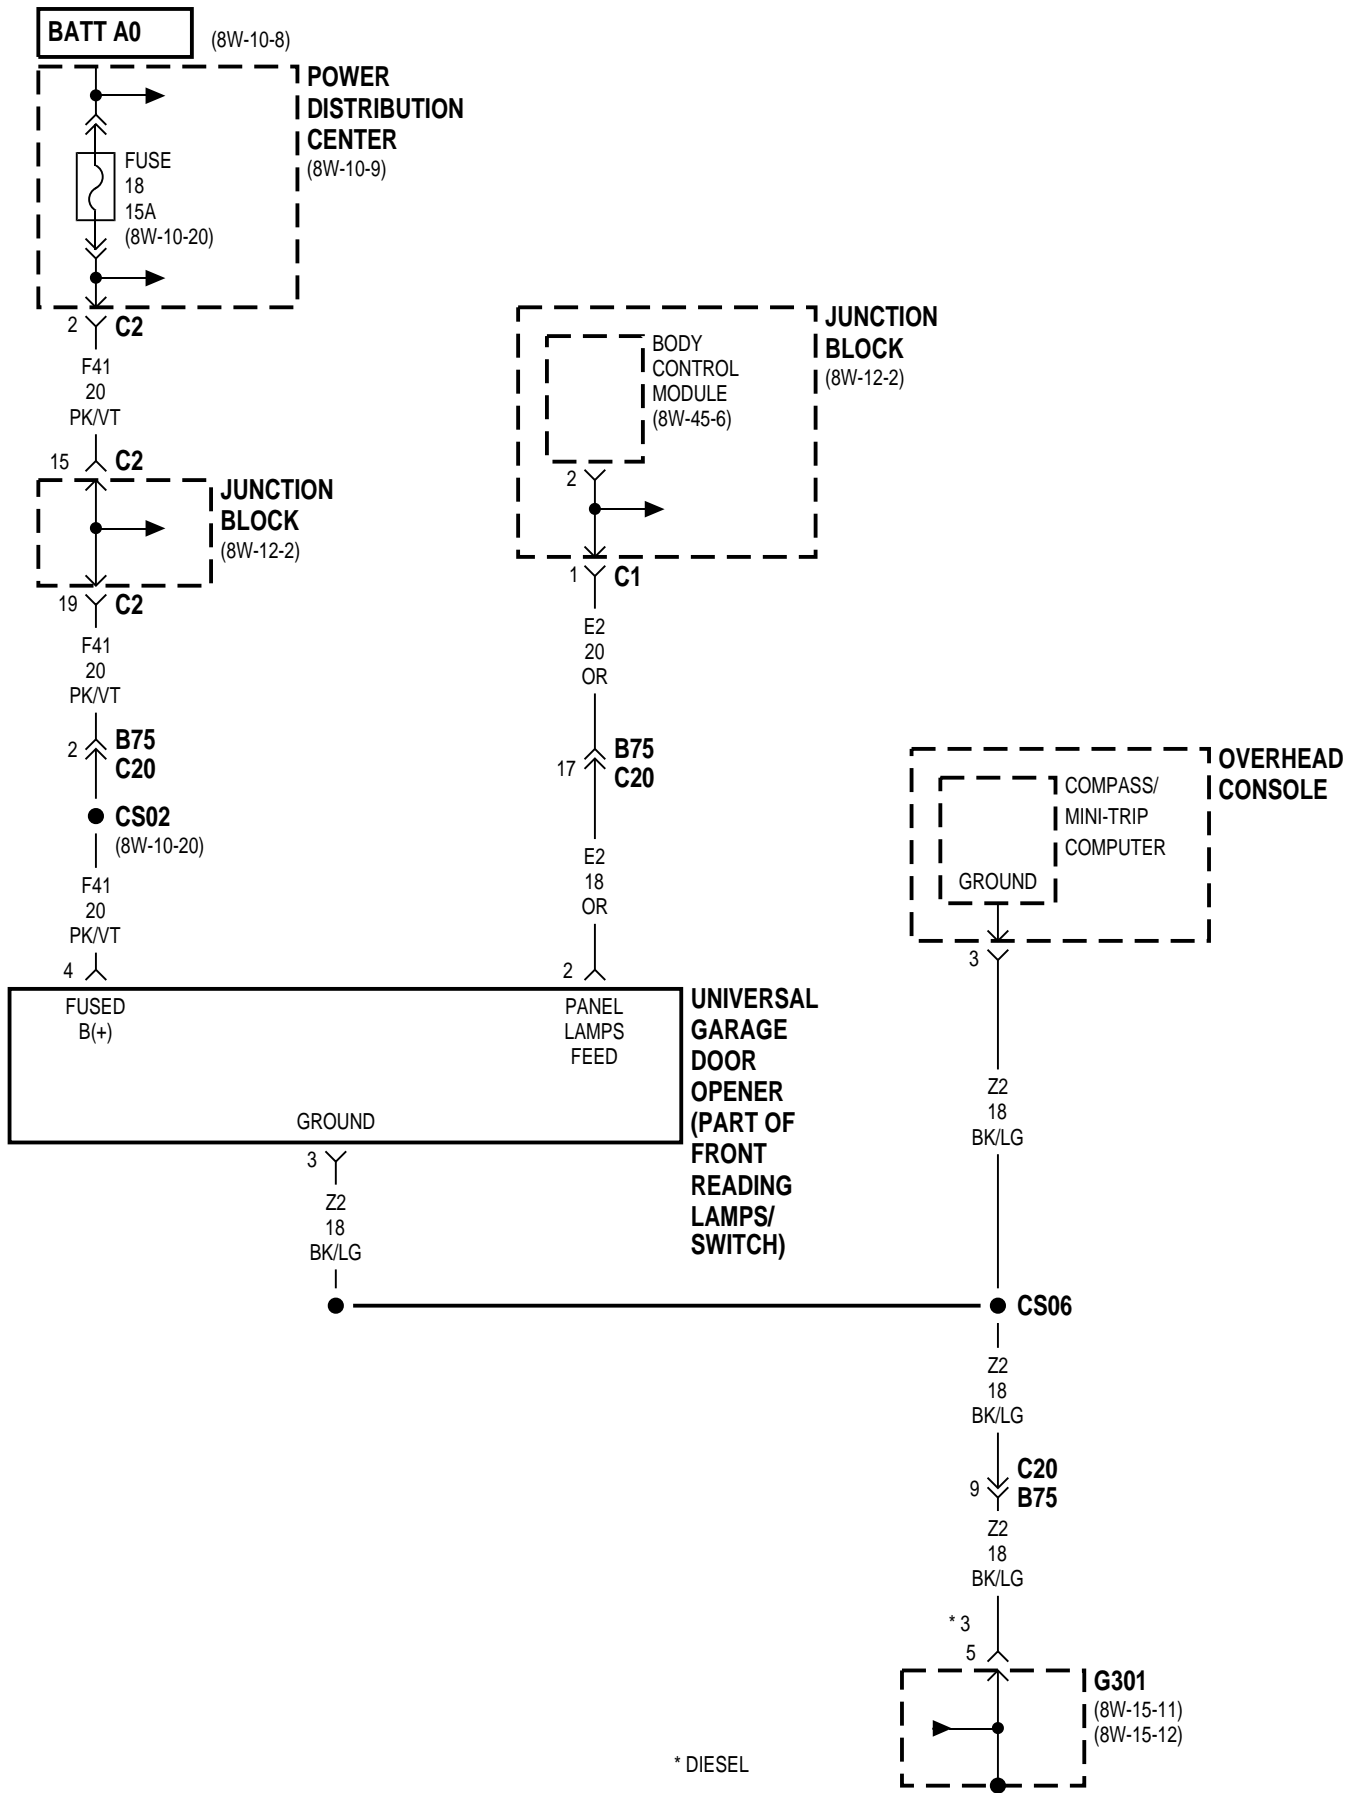 BATT A0
(8W-10-8)
POWER
DISTRIBUTION
CENTER
(8W-10-9)
FUSE
18
15A
(8W-10-20)
2 C2
F41
20
PK/VT
15 C2
JUNCTION
BLOCK
(8W-12-2)
19 C2
F41
20
PK/VT
2 B75
C20
CS02
(8W-10-20)
F41
20
PK/VT
4
JUNCTION
BLOCK
(8W-12-2)
BODY
CONTROL
MODULE
(8W-45-6)
2
1 C1
E2
20
OR
17 B75
C20
E2
18
OR
2
FUSED
B(+)
PANEL
LAMPS
FEED
GROUND
UNIVERSAL
GARAGE
DOOR
OPENER
(PART OF
FRONT
READING
LAMPS/
SWITCH)
3
Z2
18
BK/LG
OVERHEAD
CONSOLE
COMPASS/
MINI-TRIP
COMPUTER
GROUND
3
Z2
18
BK/LG
CS06
Z2
18
BK/LG
9 C20
B75
Z2
18
BK/LG
* 3
5
G301
(8W-15-11)
(8W-15-12)
* DIESEL